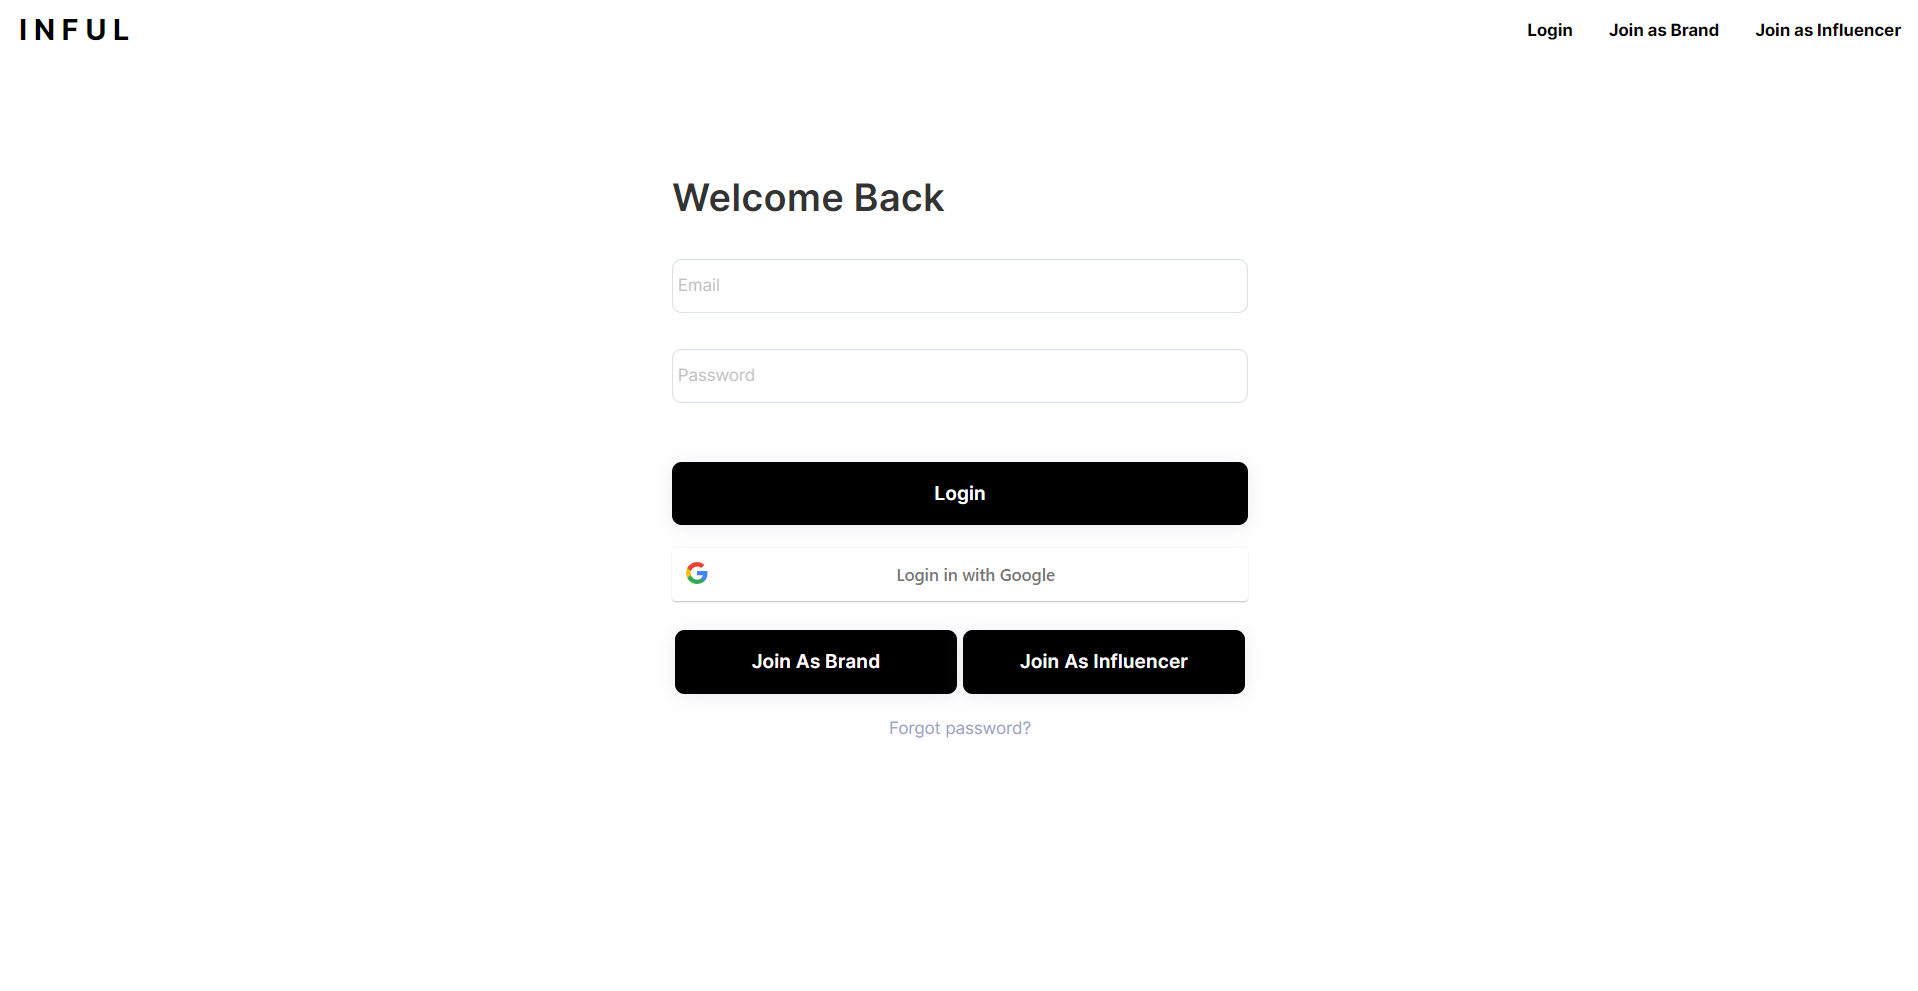 INFUL
Login Join as Brand Join as Influencer
Welcome Back
Email
Password
Login
Login in with Google
Join As Brand Join As Influencer
Forgot password?